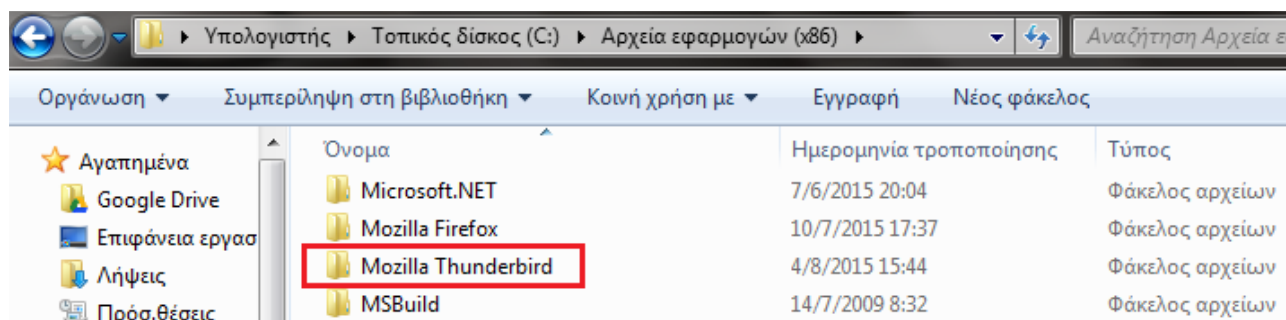 Υπολογιστής ▸ Τοπικός δίσκος (C:) ▸ Αρχεία εφαρμογών (x86) ▸ Αναζήτηση Αρχεία ε
Οργάνωση Συμπερίληψη στη βιβλιοθήκη Κοινή χρήση με Εγγραφή Νέος φάκελος
Όνομα Ημερομηνία τροποποίησης Τύπος
Αγαπημένα
Google Drive
Επιφάνεια εργασ
Λήψεις
Πρόσ.θέσεις
Microsoft.NET 7/6/2015 20:04 Φάκελος αρχείων
Mozilla Firefox 10/7/2015 17:37 Φάκελος αρχείων
Mozilla Thunderbird 4/8/2015 15:44 Φάκελος αρχείων
MSBuild 14/7/2009 8:32 Φάκελος αρχείων